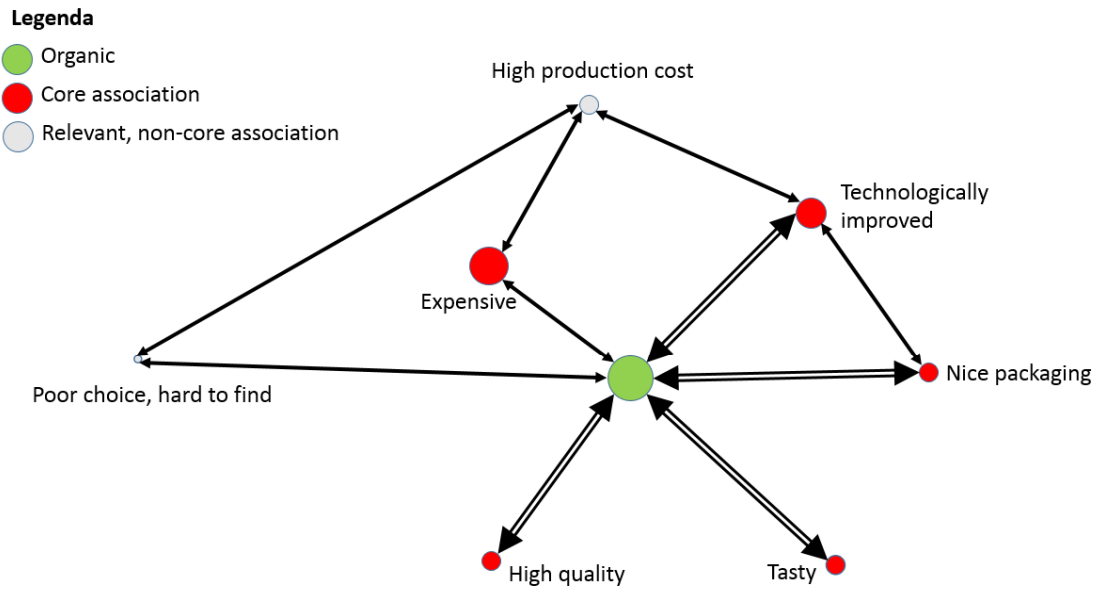 Legenda
Organic
Core association
Relevant, non-core association
High production cost
Technologically
improved
Expensive
Nice packaging
Poor choice, hard to find
High quality
Tasty